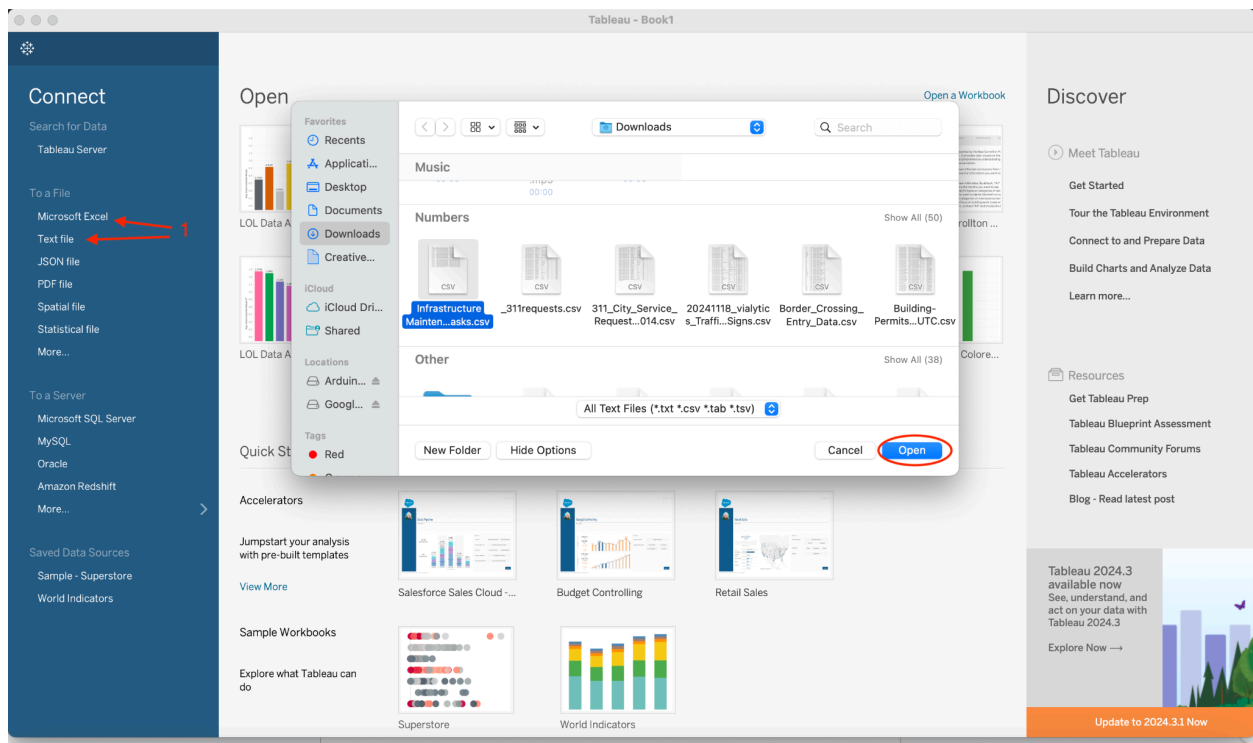 Tableau - Book1
Connect
Search for Data
Tableau Server
To a File
Microsoft Excel
1
Text file
JSON file
PDF file
Spatial file
Statistical file
More...
To a Server
Microsoft SQL Server
MySQL
Oracle
Amazon Redshift
More...
Saved Data Sources
Sample - Superstore
World Indicators
Open
Open a Workbook
LOL Data A
rollton ...
LOL Data A
Colore...
Favorites
Recents
Applicati...
Desktop
Documents
Downloads
Creative...
iCloud
iCloud Dri...
Shared
Locations
Arduin...
Googl...
Tags
Red
Downloads
Search
Music
00:00
Numbers
Show All (50)
CSV
CSV
CSV
CSV
CSV
CSV
Infrastructure
Mainten...asks.csv
_311requests.csv
311_City_Service_
Request...014.csv
20241118_vialytic
s_Traffi...Signs.csv
Border_Crossing_
Entry_Data.csv
Building-
Permits...UTC.csv
Other
Show All (38)
All Text Files (*.txt *.csv *.tab *.tsv)
New Folder
Hide Options
Cancel
Open
Quick St
Accelerators
Jumpstart your analysis
with pre-built templates
View More
Salesforce Sales Cloud -...
Budget Controlling
Retail Sales
Sample Workbooks
Explore what Tableau can
do
Superstore
World Indicators
Discover
Meet Tableau
Get Started
Tour the Tableau Environment
Connect to and Prepare Data
Build Charts and Analyze Data
Learn more...
Resources
Get Tableau Prep
Tableau Blueprint Assessment
Tableau Community Forums
Tableau Accelerators
Blog - Read latest post
Tableau 2024.3
available now
See, understand, and
act on your data with
Tableau 2024.3
Explore Now →
Update to 2024.3.1 Now